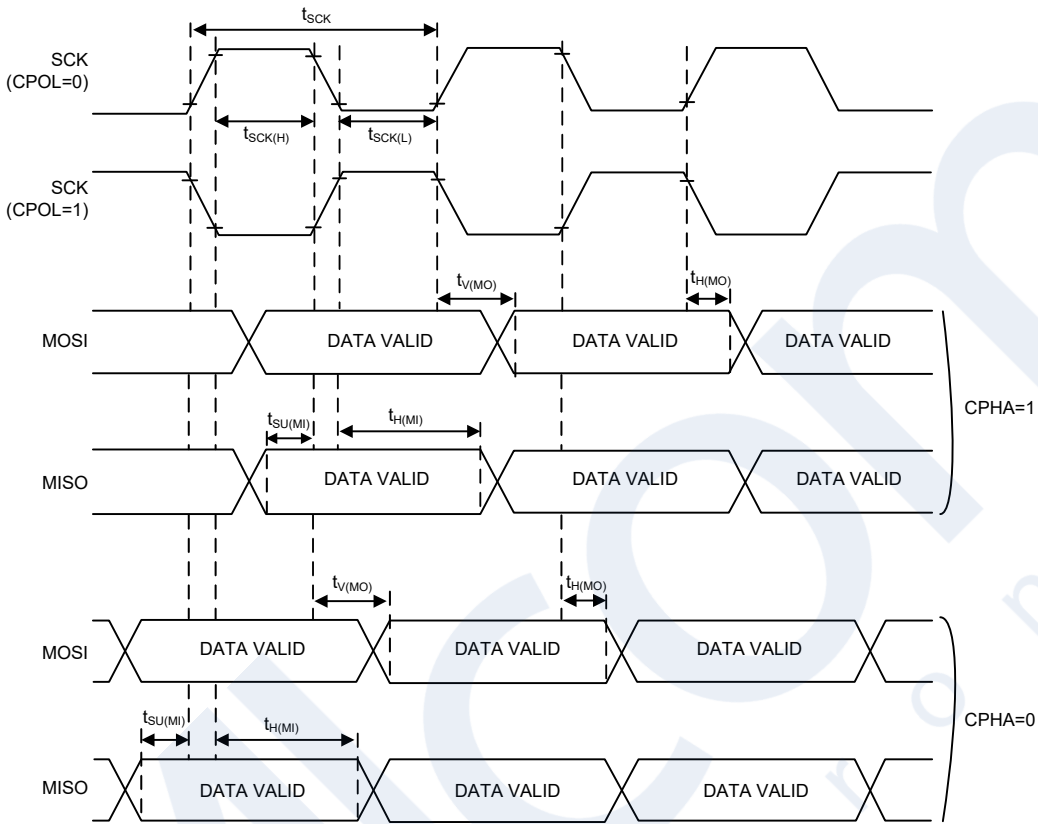 tSCK
SCK
(CPOL=0)
tSCK(H)
tSCK(L)
SCK
(CPOL=1)
tV(MO)
tH(MO)
MOSI
DATA VALID
DATA VALID
DATA VALID
CPHA=1
tSU(MI)
tH(MI)
MISO
DATA VALID
DATA VALID
DATA VALID
tV(MO)
tH(MO)
MOSI
DATA VALID
DATA VALID
DATA VALID
CPHA=0
tSU(MI)
tH(MI)
MISO
DATA VALID
DATA VALID
DATA VALID